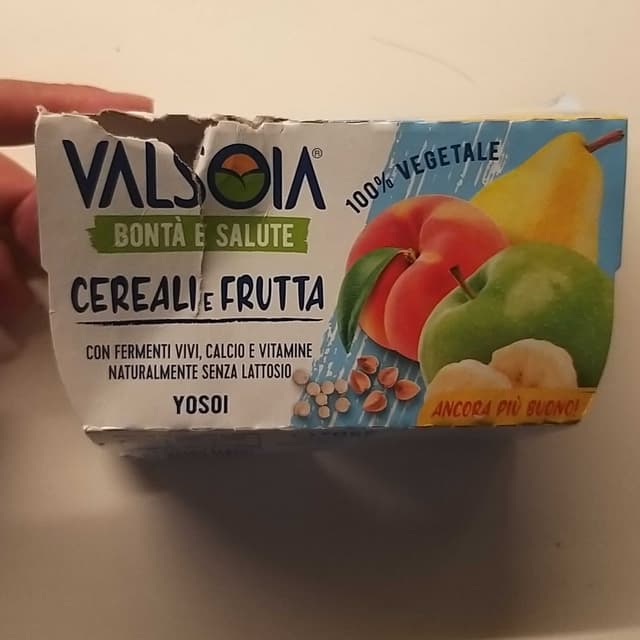 VALSOIA®
BONTÀ E SALUTE
CEREALI E FRUTTA
CON FERMENTI VIVI, CALCIO E VITAMINE
NATURALMENTE SENZA LATTOSIO
YOSOI
100% VEGETALE
ANCORA PIÙ BUONO!